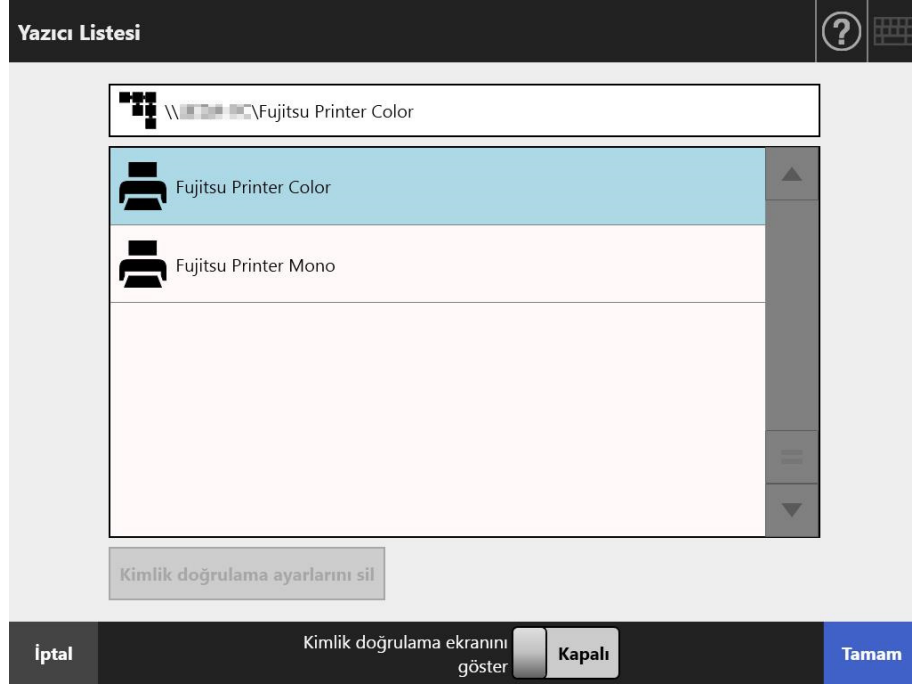 Yazıcı Listesi
\\ \Fujitsu Printer Color
Fujitsu Printer Color
Fujitsu Printer Mono
Kimlik doğrulama ayarlarını sil
İptal
Kimlik doğrulama ekranını
göster
Kapalı
Tamam